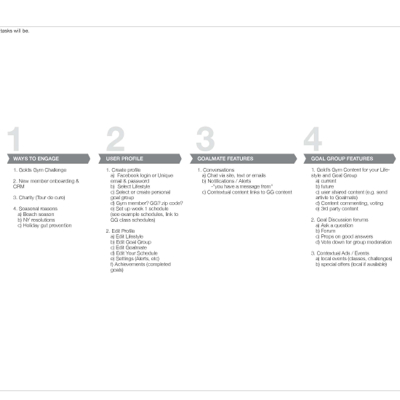 tasks will be:
1
WAYS TO ENGAGE
1. Gold's Gym Challenge
2. New member onboarding &
CRM
3. Charity (Tour de cure)
4. Seasonal reasons
a) Beach season
b) NY resolutions
c) Holiday gut prevention
2
USER PROFILE
1. Create profile
a) Facebook login or Unique
email & password)
b) Select Lifestyle
c) Select or create personal
goal group
d) Gym member? GG? zip code?
e) Set up week 1 schedule
(see example schedules, link to
GG class schedules)
2. Edit Profile
a) Edit Lifestyle
b) Edit Goal Group
c) Edit Goalmate
d) Edit Your Schedule
e) Settings (Alerts, etc)
f) Achievements (completed
goals)
3
GOALMATE FEATURES
1. Conversations
a) Chat via site, text or emails
b) Notifications / Alerts
-"you have a message from"
c) Contextual content links to GG content
4
GOAL GROUP FEATURES
1. Gold's Gym Content for your Life-
style and Goal Group
a) current
b) future
c) user shared content (e.g. send
article to Goalmate)
d) Content commenting, voting
e) 3rd party content
2. Goal Discussion forums
a) Ask a question
b) Forum
c) Props on good answers
d) Vote down for group moderation
3. Contextual Ads / Events
a) local events (classes, challenges)
b) special offers (local if available)